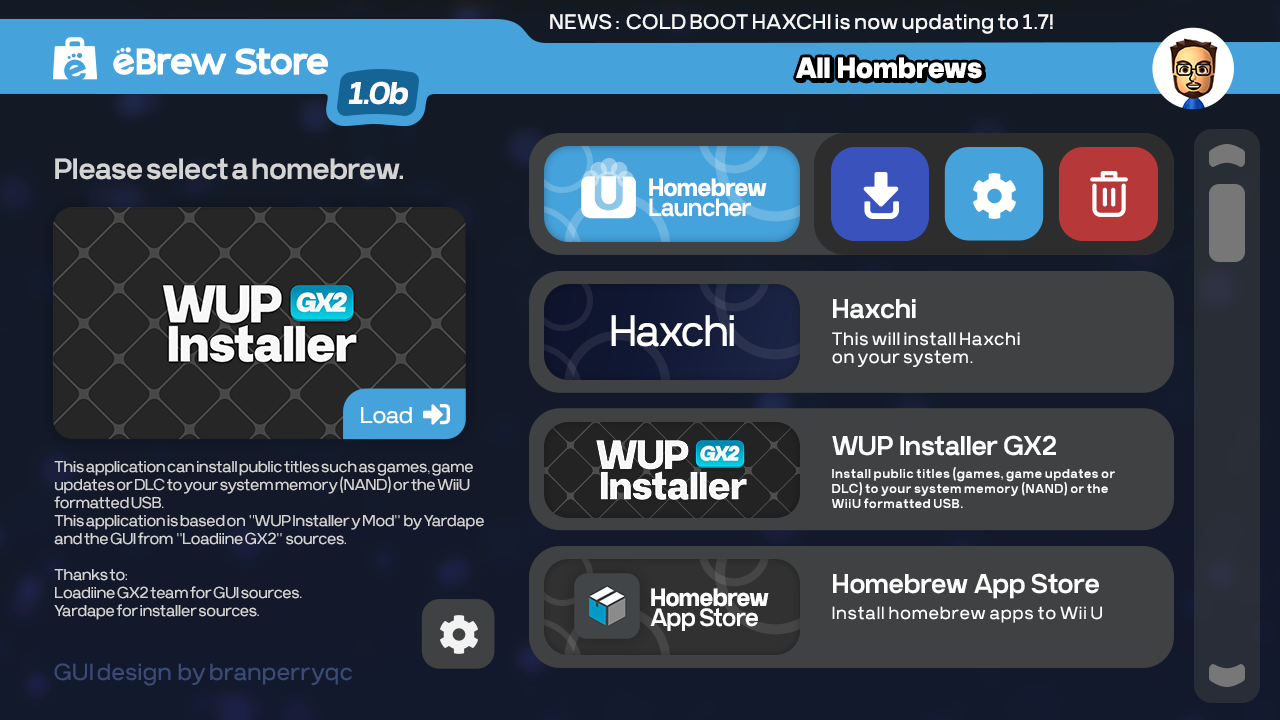 NEWS : COLD BOOT HAXCHI is now updating to 1.7!
ëBrew Store
1.0b
All Hombrews
Please select a homebrew.
WUP GX2
Installer
Load
This application can install public titles such as games, game
updates or DLC to your system memory (NAND) or the WiiU
formatted USB.
This application is based on "WUP Installer y Mod" by Yardape
and the GUI from "Loadiine GX2" sources.
Thanks to:
Loadiine GX2 team for GUI sources.
Yardape for installer sources.
GUI design by branperryqc
Homebrew
Launcher
Haxchi
Haxchi
This will install Haxchi
on your system.
WUP GX2
Installer
WUP Installer GX2
Install public titles (games, game updates or
DLC) to your system memory (NAND) or the
WiiU formatted USB.
Homebrew
App Store
Homebrew App Store
Install homebrew apps to Wii U